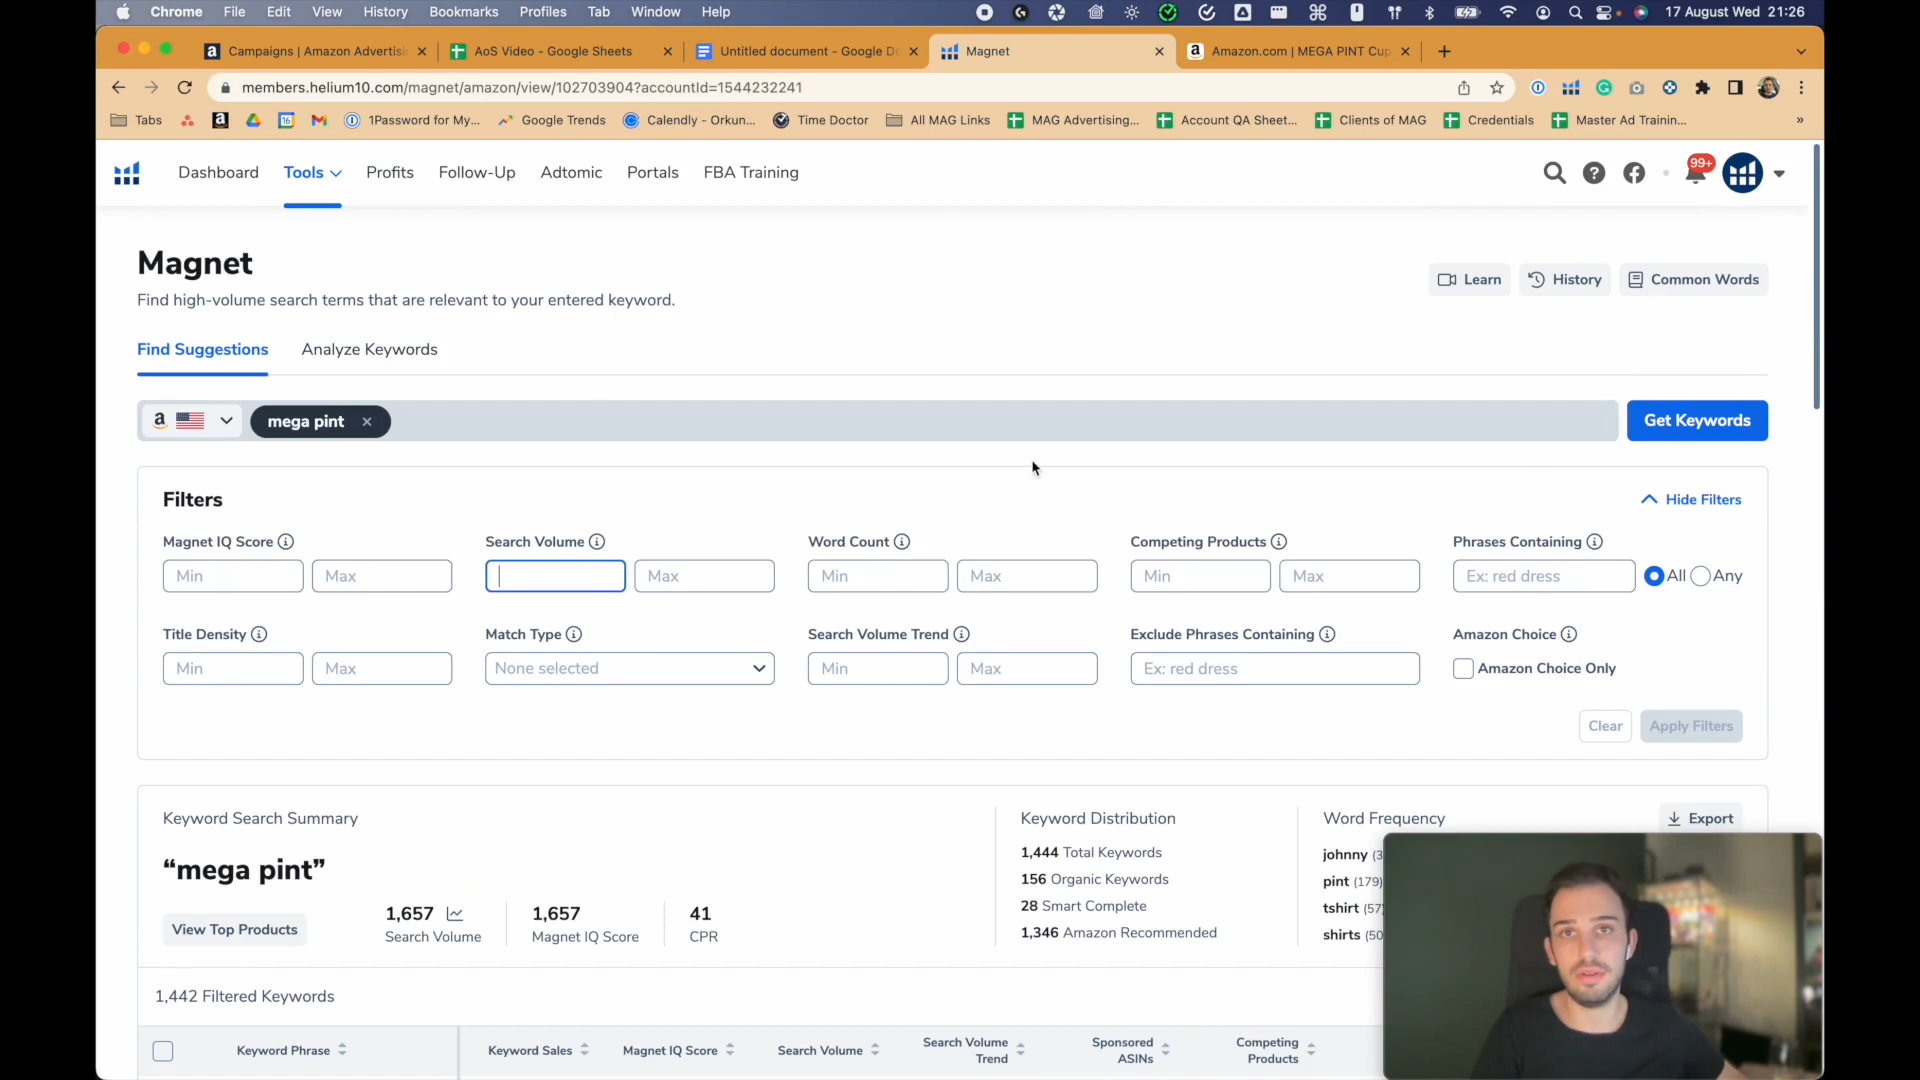 Chrome File Edit View History Bookmarks Profiles Tab Window Help 17 August Wed 21:26
Campaigns | Amazon Advertisi AoS Video - Google Sheets Untitled document - Google Do Magnet Amazon.com | MEGA PINT Cup
members.helium10.com/magnet/amazon/view/102703904?accountId=1544232241
Tabs 1Password for My... Google Trends Calendly - Orkun... Time Doctor All MAG Links MAG Advertising... Account QA Sheet... Clients of MAG Credentials Master Ad Trainin... »
Dashboard Tools Profits Follow-Up Adtomic Portals FBA Training 99+
Magnet
Learn History Common Words
Find high-volume search terms that are relevant to your entered keyword.
Find Suggestions Analyze Keywords
mega pint Get Keywords
Filters Hide Filters
Magnet IQ Score Search Volume Word Count Competing Products Phrases Containing
Min Max Max Min Max Min Max Ex: red dress All Any
Title Density Match Type Search Volume Trend Exclude Phrases Containing Amazon Choice
Min Max None selected Min Max Ex: red dress Amazon Choice Only
Clear Apply Filters
Keyword Search Summary Keyword Distribution Word Frequency Export
1,444 Total Keywords johnny (3
“mega pint” 156 Organic Keywords pint (179)
28 Smart Complete tshirt (57
1,346 Amazon Recommended shirts (50
View Top Products 1,657 Search Volume 1,657 Magnet IQ Score 41 CPR
1,442 Filtered Keywords
Keyword Phrase Keyword Sales Magnet IQ Score Search Volume Search Volume Trend Sponsored ASINs Competing Products